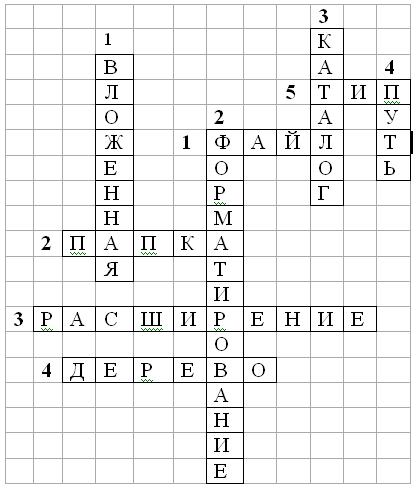 3
1 К
В А 4
Л 5 Т И П
О 2 А У
Ж 1 Ф А Й Л Т
Е О О Ь
Н Р Г
Н М
2 П А П К А
Я Т
И
3 Р А С Ш И Р Е Н И Е
О
4 Д Е Р Е В О
А
Н
И
Е